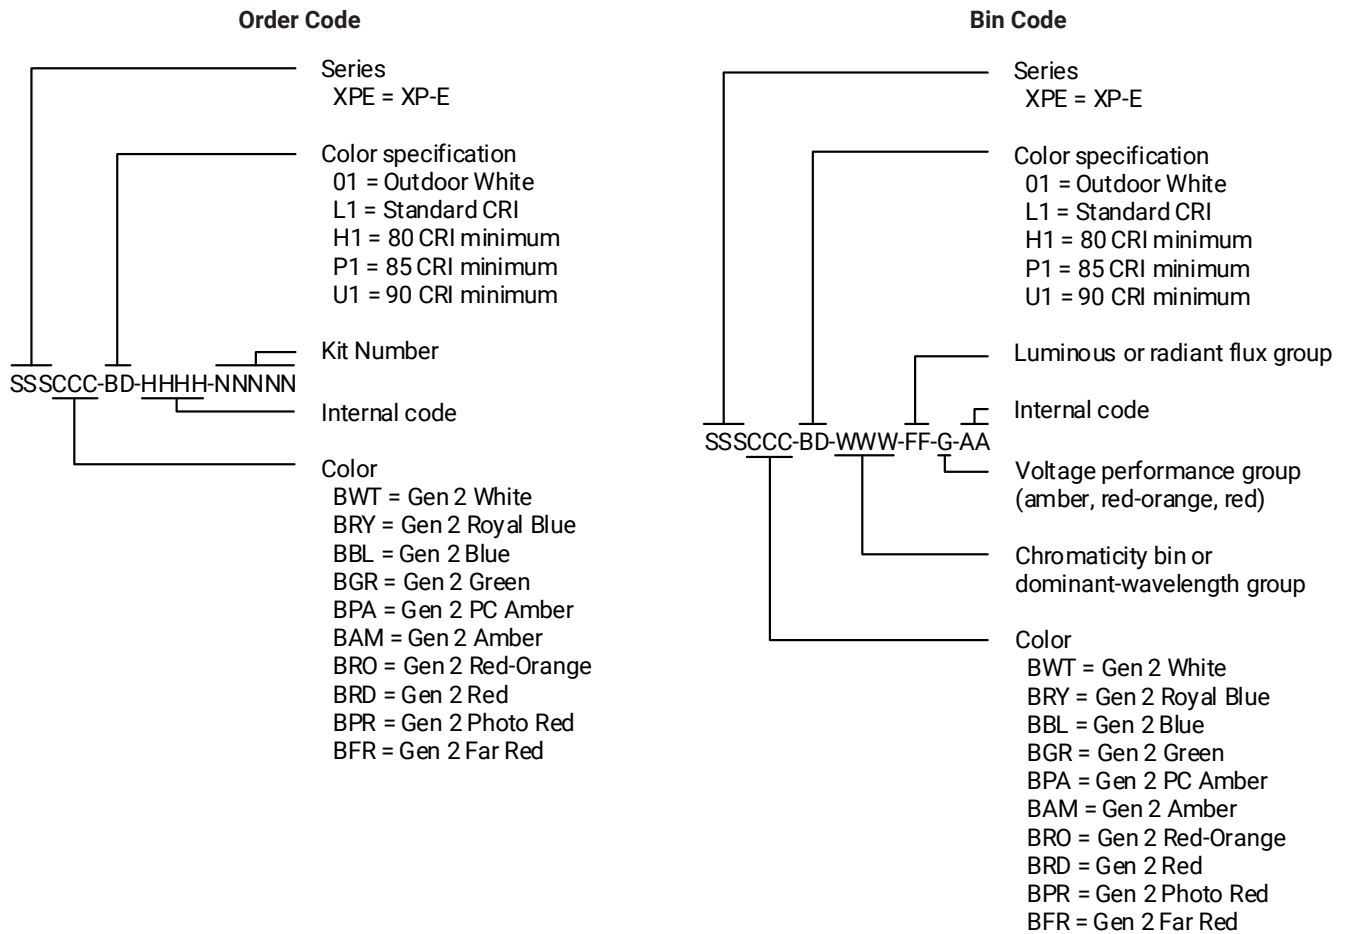 Order Code
Series
XPE = XP-E
Color specification
01 = Outdoor White
L1 = Standard CRI
H1 = 80 CRI minimum
P1 = 85 CRI minimum
U1 = 90 CRI minimum
Kit Number
SSSCCC-BD-HHHH-NNNNN
Internal code
Color
BWT = Gen 2 White
BRY = Gen 2 Royal Blue
BBL = Gen 2 Blue
BGR = Gen 2 Green
BPA = Gen 2 PC Amber
BAM = Gen 2 Amber
BRO = Gen 2 Red-Orange
BRD = Gen 2 Red
BPR = Gen 2 Photo Red
BFR = Gen 2 Far Red
Bin Code
Series
XPE = XP-E
Color specification
01 = Outdoor White
L1 = Standard CRI
H1 = 80 CRI minimum
P1 = 85 CRI minimum
U1 = 90 CRI minimum
Luminous or radiant flux group
Internal code
SSSCCC-BD-WWW-FF-G-AA
Voltage performance group
(amber, red-orange, red)
Chromaticity bin or
dominant-wavelength group
Color
BWT = Gen 2 White
BRY = Gen 2 Royal Blue
BBL = Gen 2 Blue
BGR = Gen 2 Green
BPA = Gen 2 PC Amber
BAM = Gen 2 Amber
BRO = Gen 2 Red-Orange
BRD = Gen 2 Red
BPR = Gen 2 Photo Red
BFR = Gen 2 Far Red